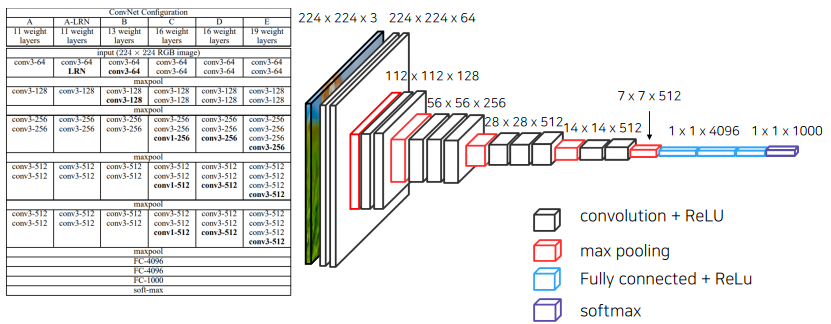 ConvNet Configuration
A A-LRN B C D E
11 weight layers 11 weight layers 13 weight layers 16 weight layers 16 weight layers 19 weight layers
input (224 × 224 RGB image)
conv3-64 conv3-64 conv3-64 conv3-64 conv3-64 conv3-64
LRN conv3-64 conv3-64 conv3-64 conv3-64
maxpool
conv3-128 conv3-128 conv3-128 conv3-128 conv3-128 conv3-128
conv3-128 conv3-128 conv3-128 conv3-128
maxpool
conv3-256 conv3-256 conv3-256 conv3-256 conv3-256 conv3-256
conv3-256 conv3-256 conv3-256 conv3-256 conv3-256 conv3-256
conv1-256 conv3-256 conv3-256
conv3-256
maxpool
conv3-512 conv3-512 conv3-512 conv3-512 conv3-512 conv3-512
conv3-512 conv3-512 conv3-512 conv3-512 conv3-512 conv3-512
conv1-512 conv3-512 conv3-512
conv3-512
maxpool
conv3-512 conv3-512 conv3-512 conv3-512 conv3-512 conv3-512
conv3-512 conv3-512 conv3-512 conv3-512 conv3-512 conv3-512
conv1-512 conv3-512 conv3-512
conv3-512
maxpool
FC-4096
FC-4096
FC-1000
soft-max
224 x 224 x 3 224 x 224 x 64
112 x 112 x 128
56 x 56 x 256
28 x 28 x 512
14 x 14 x 512
7 x 7 x 512
1 x 1 x 4096 1 x 1 x 1000
convolution + ReLU
max pooling
Fully connected + ReLu
softmax